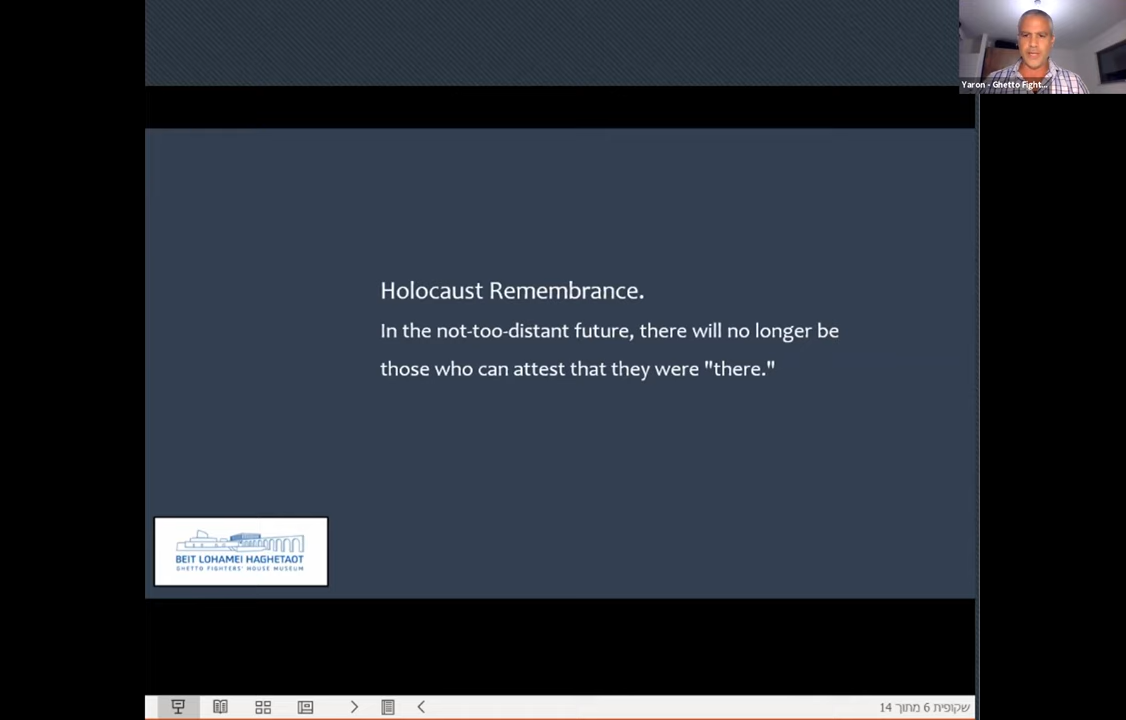 Yaron - Ghetto Fight...
Holocaust Remembrance.
In the not-too-distant future, there will no longer be
those who can attest that they were "there."
BEIT LOHAMEI HAGHETAOT
GHETTO FIGHTERS' HOUSE MUSEUM
שקופית 6 מתוך 14